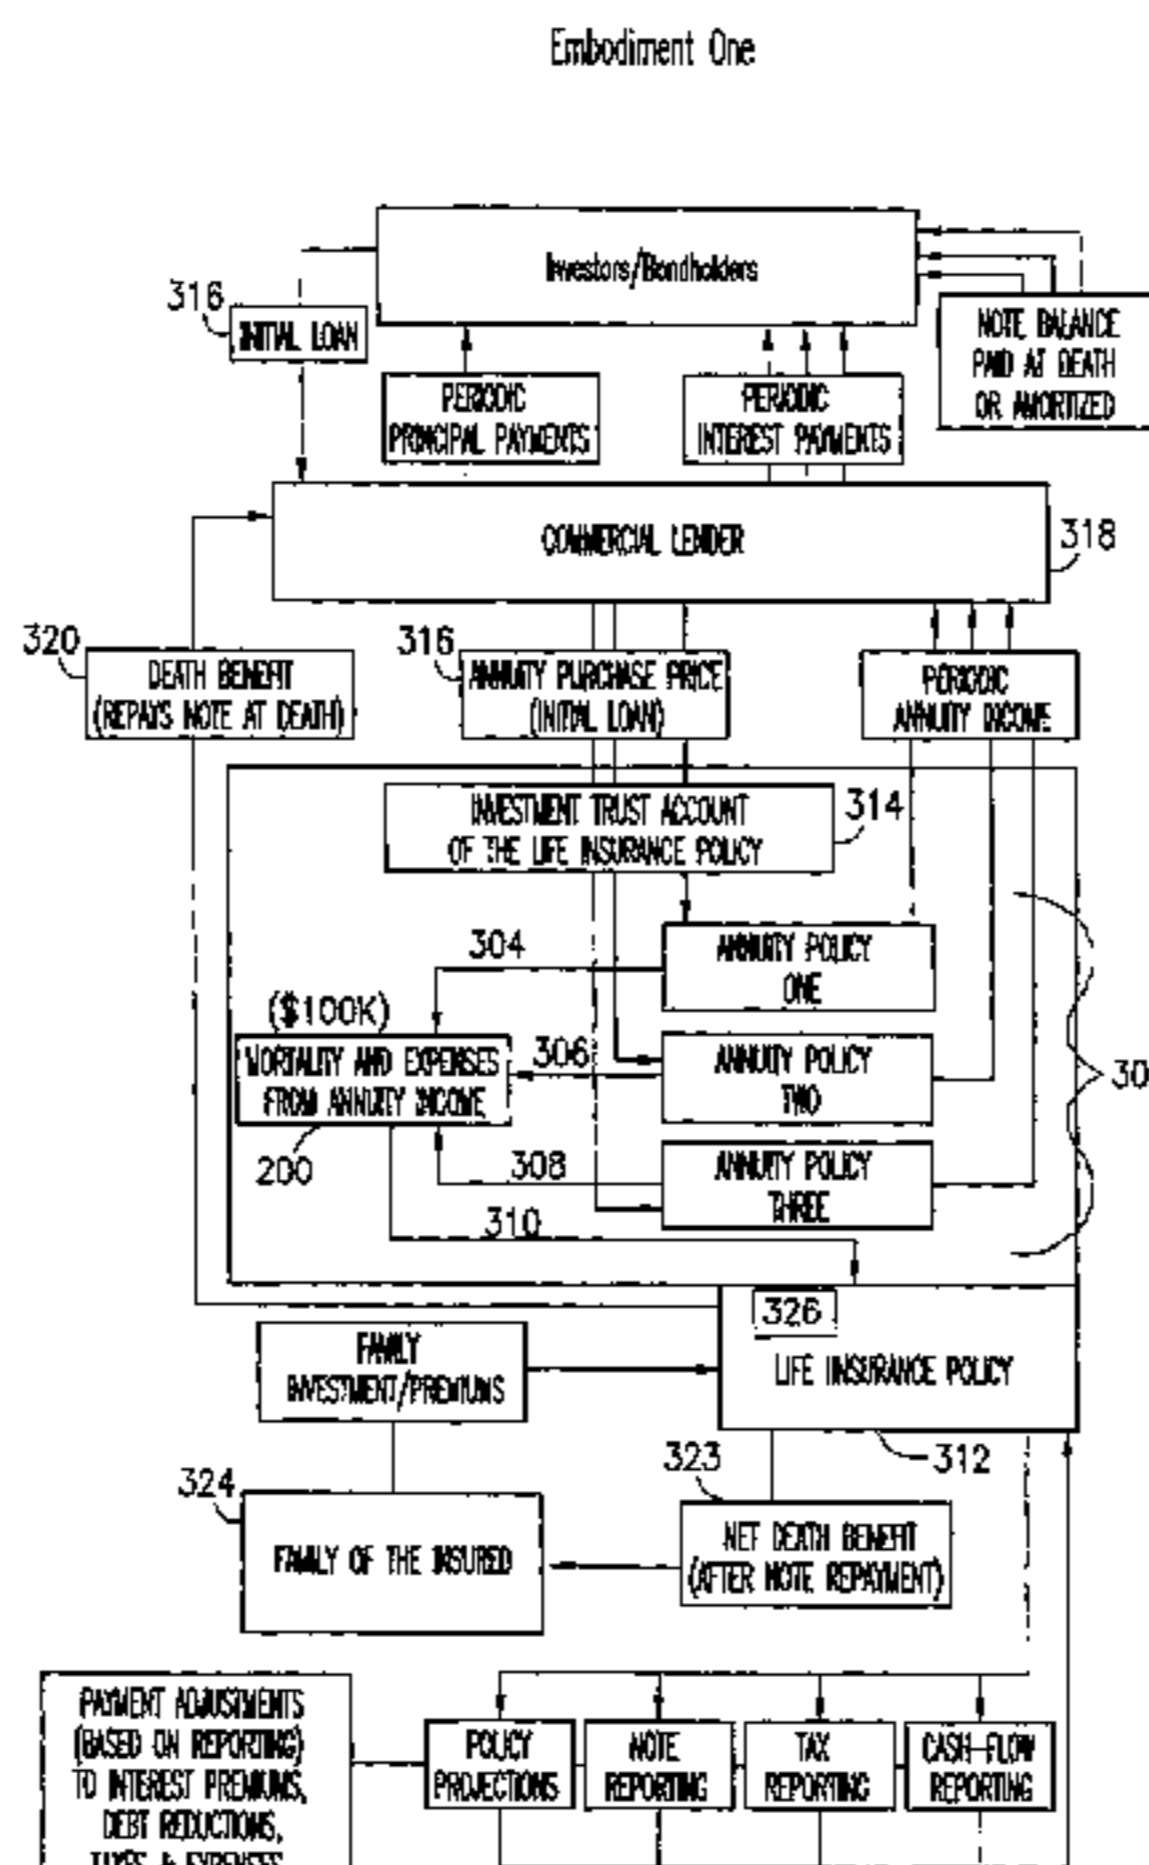 Embodiment One
Investors/Bondholders
316
INITIAL LOAN
NOTE BALANCE
PAID AT DEATH
OR AMORTIZED
PERIODIC
PRINCIPAL PAYMENTS
PERIODIC
INTEREST PAYMENTS
COMMERCIAL LENDER
318
320
DEATH BENEFIT
(REPAYS NOTE AT DEATH)
316
ANNUITY PURCHASE PRICE
(INITIAL LOAN)
PERIODIC
ANNUITY INCOME
INVESTMENT TRUST ACCOUNT
OF THE LIFE INSURANCE POLICY
314
304
ANNUITY POLICY
ONE
($100K)
MORTALITY AND EXPENSES
FROM ANNUITY INCOME
306
ANNUITY POLICY
TWO
30
200
308
ANNUITY POLICY
THREE
310
326
LIFE INSURANCE POLICY
FAMILY
INVESTMENT/PREMIUMS
312
323
324
NET DEATH BENEFIT
(AFTER NOTE REPAYMENT)
FAMILY OF THE INSURED
PAYMENT ADJUSTMENTS
(BASED ON REPORTING)
TO INTEREST PREMIUMS,
DEBT REDUCTIONS,
TAXES & EXPENSES
POLICY
PROJECTIONS
NOTE
REPORTING
TAX
REPORTING
CASH-FLOW
REPORTING